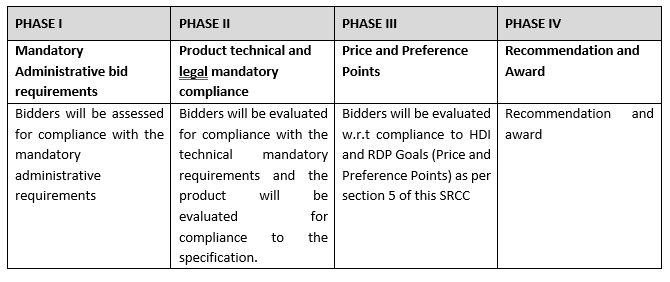 PHASE I
PHASE II
PHASE III
PHASE IV
Mandatory
Administrative bid
requirements
Product technical and
legal mandatory
compliance
Price and Preference
Points
Recommendation and
Award
Bidders will be assessed
for compliance with the
mandatory
administrative
requirements
Bidders will be evaluated
for compliance with the
technical mandatory
requirements and the
product will be
evaluated for
compliance to the
specification.
Bidders will be evaluated
w.r.t compliance to HDI
and RDP Goals (Price and
Preference Points) as per
section 5 of this SRCC
Recommendation and
award